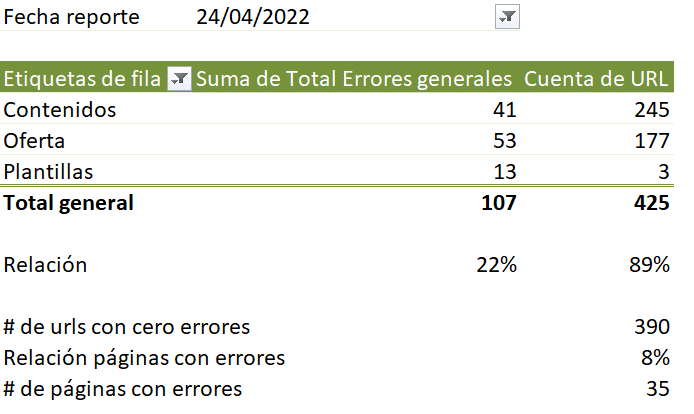 Fecha reporte 24/04/2022
Etiquetas de fila Suma de Total Errores generales Cuenta de URL
Contenidos 41 245
Oferta 53 177
Plantillas 13 3
Total general 107 425
Relación 22% 89%
# de urls con cero errores 390
Relación páginas con errores 8%
# de páginas con errores 35